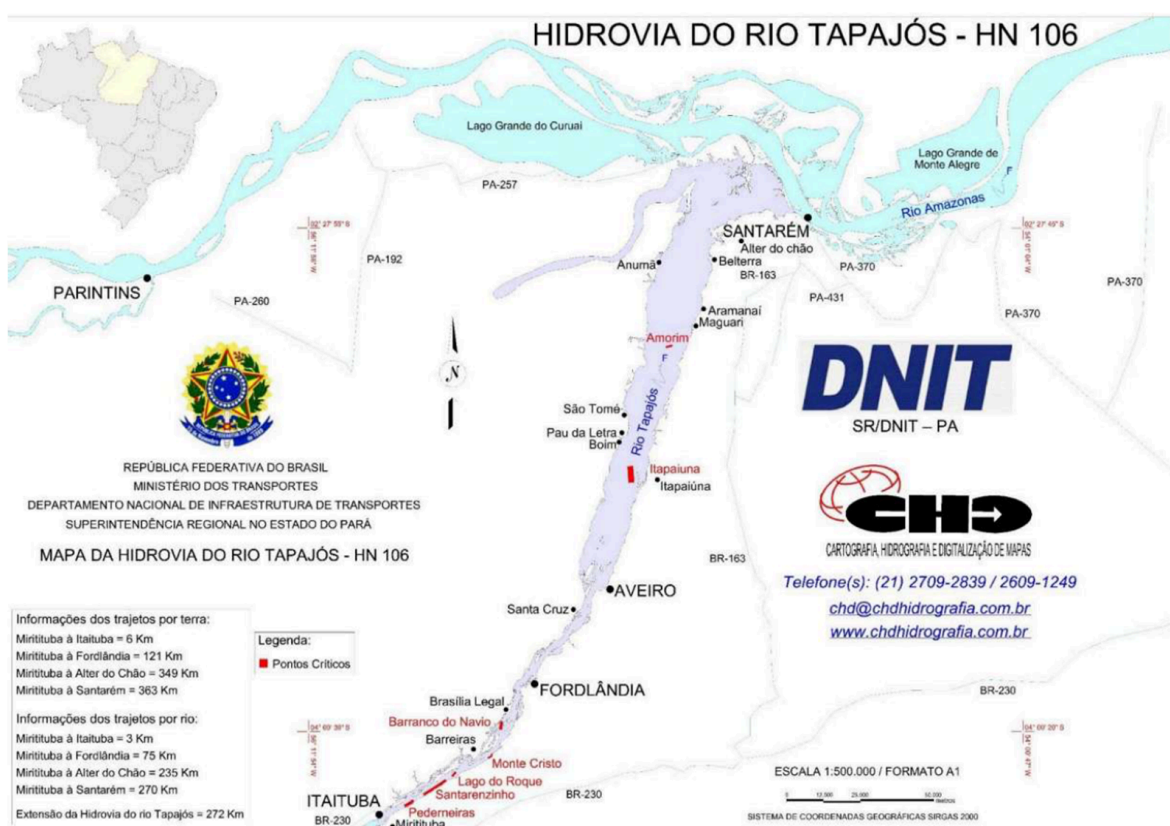 HIDROVIA DO RIO TAPAJÓS - HN 106
Lago Grande do Curuai
Lago Grande de
Monte Alegre
F
PA-257
Rio Amazonas
SANTARÉM
Alter do chão
Anumã
Belterra
BR-163
PA-370
PA-192
PA-431
PA-370
PA-370
PARINTINS
PA-260
Aramanaí
Maguari
Amorim
F
N
Rio Tapajós
São Tomé
Pau da Letra
Boim
Itapaiuna
Itapaiúna
DNIT
SR/DNIT – PA
REPÚBLICA FEDERATIVA DO BRASIL
MINISTÉRIO DOS TRANSPORTES
DEPARTAMENTO NACIONAL DE INFRAESTRUTURA DE TRANSPORTES
SUPERINTENDÊNCIA REGIONAL NO ESTADO DO PARÁ
MAPA DA HIDROVIA DO RIO TAPAJÓS - HN 106
CHD
CARTOGRAFIA, HIDROGRAFIA E DIGITALIZAÇÃO DE MAPAS
BR-163
Telefone(s): (21) 2709-2839 / 2609-1249
chd@chdhidrografia.com.br
www.chdhidrografia.com.br
AVEIRO
Santa Cruz
Informações dos trajetos por terra:
Miritituba à Itaituba = 6 Km
Miritituba à Fordlândia = 121 Km
Miritituba à Alter do Chão = 349 Km
Miritituba à Santarém = 363 Km
Informações dos trajetos por rio:
Miritituba à Itaituba = 3 Km
Miritituba à Fordlândia = 75 Km
Miritituba à Alter do Chão = 235 Km
Miritituba à Santarém = 270 Km
Extensão da Hidrovia do rio Tapajós = 272 Km
Legenda:
Pontos Críticos
FORDLÂNDIA
BR-230
Brasília Legal
Barranco do Navio
Barreiras
Monte Cristo
Lago do Roque
Santarenzinho
Pederneiras
ITAITUBA
BR-230
Miritituba
BR-230
ESCALA 1:500.000 / FORMATO A1
SISTEMA DE COORDENADAS GEOGRÁFICAS SIRGAS 2000